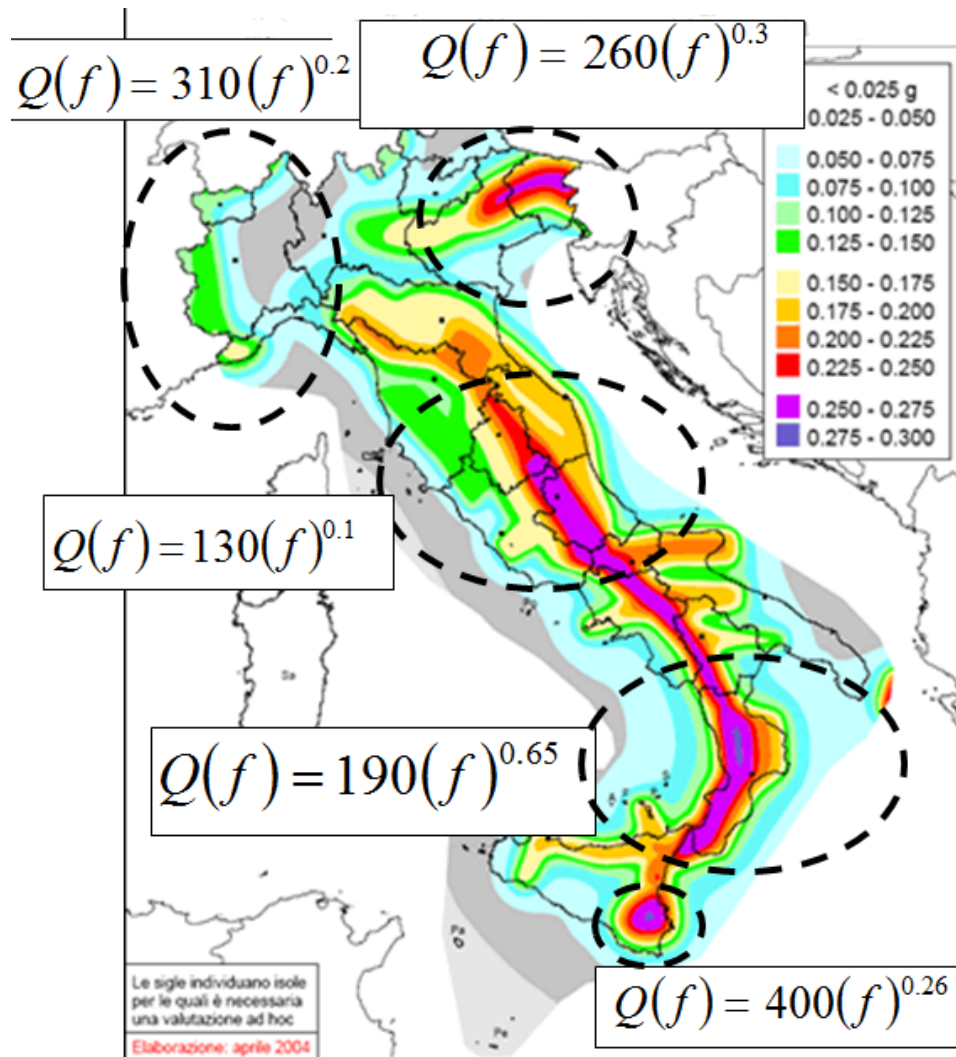 Q(f) = 310(f)^0.2
Q(f) = 260(f)^0.3
< 0.025 g
0.025 - 0.050
0.050 - 0.075
0.075 - 0.100
0.100 - 0.125
0.125 - 0.150
0.150 - 0.175
0.175 - 0.200
0.200 - 0.225
0.225 - 0.250
0.250 - 0.275
0.275 - 0.300
Q(f) = 130(f)^0.1
Sa
Q(f) = 190(f)^0.65
Pa
Q(f) = 400(f)^0.26
Le sigle individuano isole
per le quali è necessaria
una valutazione ad hoc
Elaborazione: aprile 2004
Pe